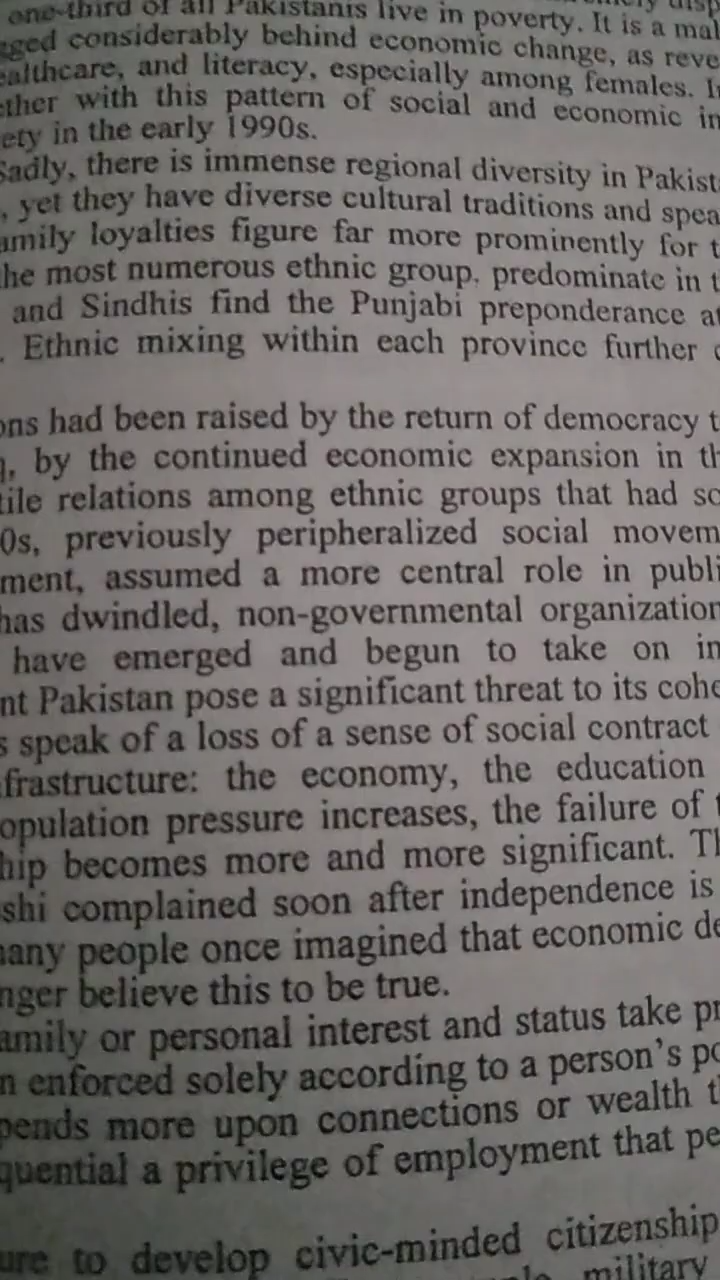 one-third of all Pakistanis live in poverty. It is a mal
gged considerably behind economic change, as reve
ealthcare, and literacy, especially among females. I
ether with this pattern of social and economic in
ety in the early 1990s.
Sadly, there is immense regional diversity in Pakist
, yet they have diverse cultural traditions and spea
amily loyalties figure far more prominently for t
he most numerous ethnic group, predominate in t
and Sindhis find the Punjabi preponderance at
. Ethnic mixing within each province further c
ons had been raised by the return of democracy t
, by the continued economic expansion in th
tile relations among ethnic groups that had so
0s, previously peripheralized social movem
ment, assumed a more central role in publi
has dwindled, non-governmental organization
have emerged and begun to take on in
nt Pakistan pose a significant threat to its cohe
s speak of a loss of a sense of social contract
frastructure: the economy, the education
opulation pressure increases, the failure of t
hip becomes more and more significant. Th
shi complained soon after independence is
any people once imagined that economic de
nger believe this to be true.
amily or personal interest and status take pr
n enforced solely according to a person's po
pends more upon connections or wealth t
quential a privilege of employment that pe
ure to develop civic-minded citizenship
military